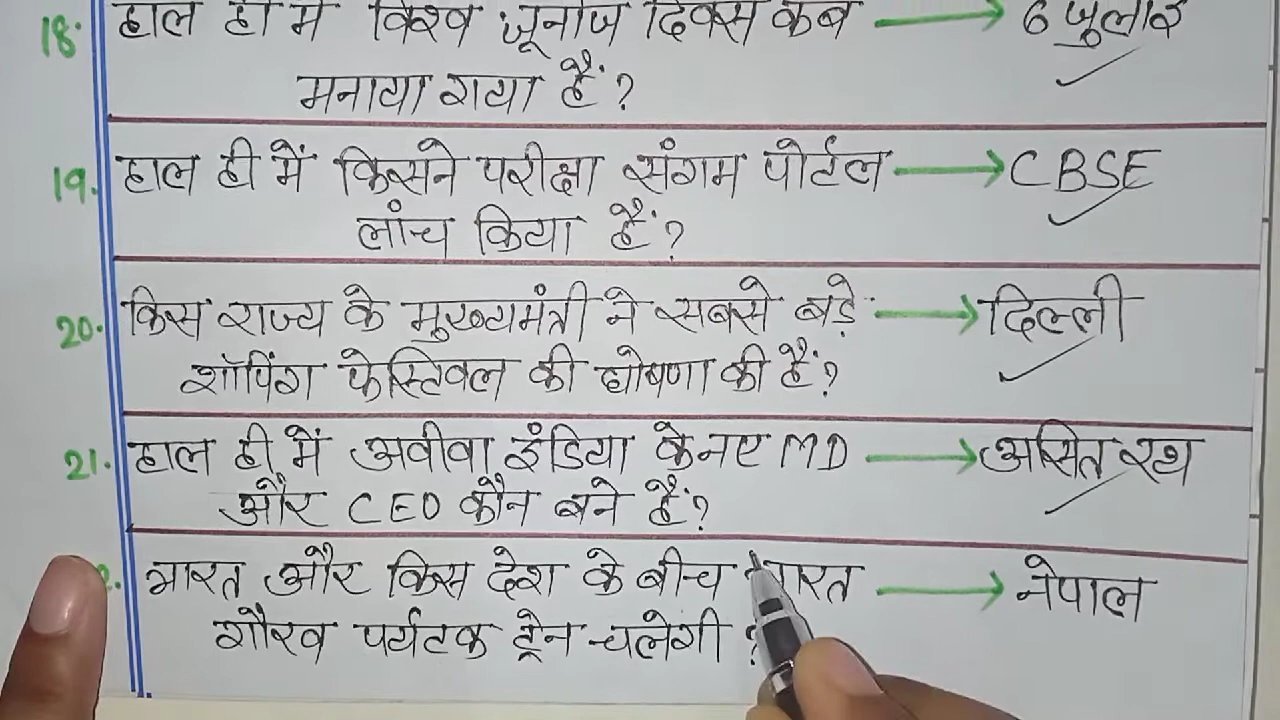 18. हाल ही में विश्व जूनोज दिवस कब → 6 जुलाई
मनाया गया हैं?
19. हाल ही में किसने परीक्षा संगम पोर्टल → CBSE
लांच किया हैं?
20. किस राज्य के मुख्यमंत्री ने सबसे बड़े → दिल्ली
शॉपिंग फेस्टिवल की घोषणा की हैं?
21. हाल ही में अवीवा इंडिया के नए MD → असित रथ
और CEO कौन बने हैं?
भारत और किस देश के बीच भारत → नेपाल
गौरव पर्यटक ट्रेन चलेगी ?